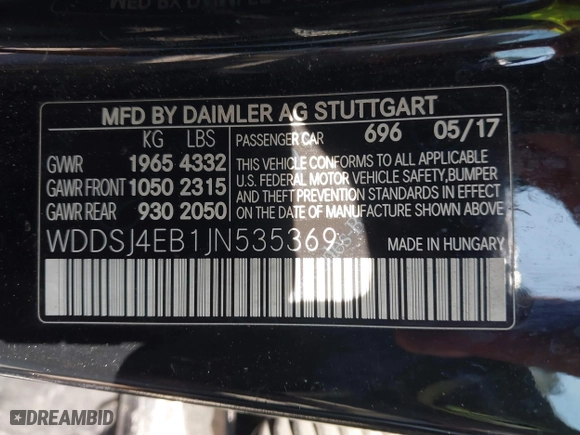 MFD BY DAIMLER AG STUTTGART
KG LBS
GVWR 1965 4332
GAWR FRONT 1050 2315
GAWR REAR 930 2050
PASSENGER CAR 696 05/17
THIS VEHICLE CONFORMS TO ALL APPLICABLE
U.S. FEDERAL MOTOR VEHICLE SAFETY, BUMPER
AND THEFT PREVENTION STANDARDS IN EFFECT
ON THE DATE OF MANUFACTURE SHOWN ABOVE.
WDDSJ4EB1JN535369
MADE IN HUNGARY
DREAMBID